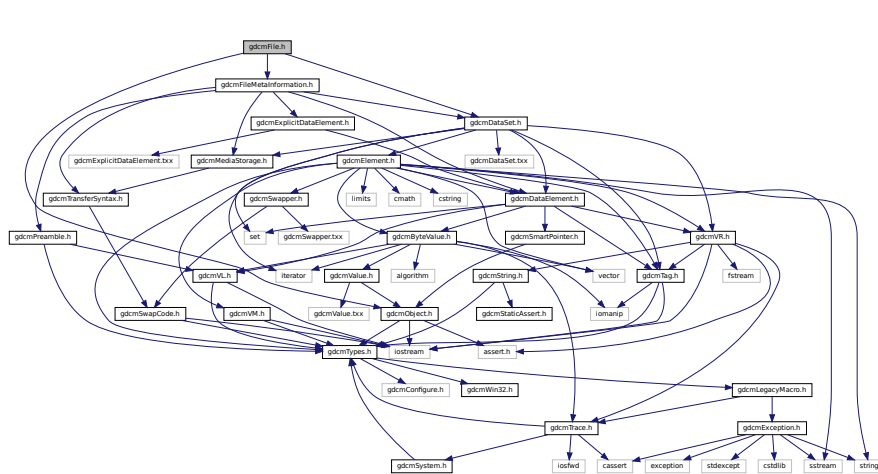 gdcmFile.h
gdcmFileMetaInformation.h
gdcmExplicitDataElement.h
gdcmDataSet.h
gdcmExplicitDataElement.txx
gdcmMediaStorage.h
gdcmElement.h
gdcmDataSet.txx
gdcmTransferSyntax.h
gdcmSwapper.h
limits
cmath
cstring
gdcmDataElement.h
gdcmPreamble.h
set
gdcmSwapper.txx
gdcmByteValue.h
gdcmSmartPointer.h
gdcmVR.h
gdcmVL.h
iterator
gdcmValue.h
algorithm
gdcmString.h
vector
gdcmTag.h
fstream
gdcmSwapCode.h
gdcmVM.h
gdcmValue.txx
gdcmObject.h
gdcmStaticAssert.h
iomanip
gdcmTypes.h
iostream
assert.h
gdcmConfigure.h
gdcmWin32.h
gdcmLegacyMacro.h
gdcmTrace.h
gdcmException.h
gdcmSystem.h
iosfwd
cassert
exception
stdexcept
cstdlib
sstream
string